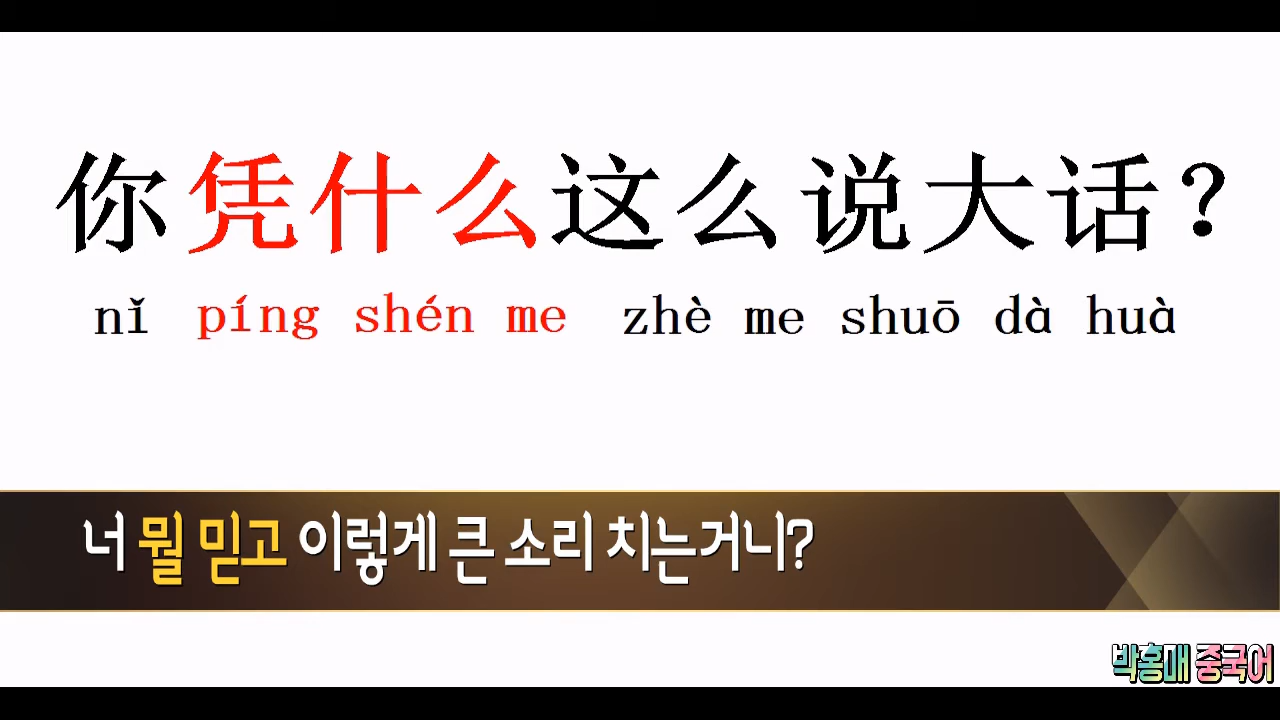 你凭什么这么说大话？
nǐ píng shén me zhè me shuō dà huà
너 뭘 믿고 이렇게 큰 소리 치는거니?
박홍매 중국어